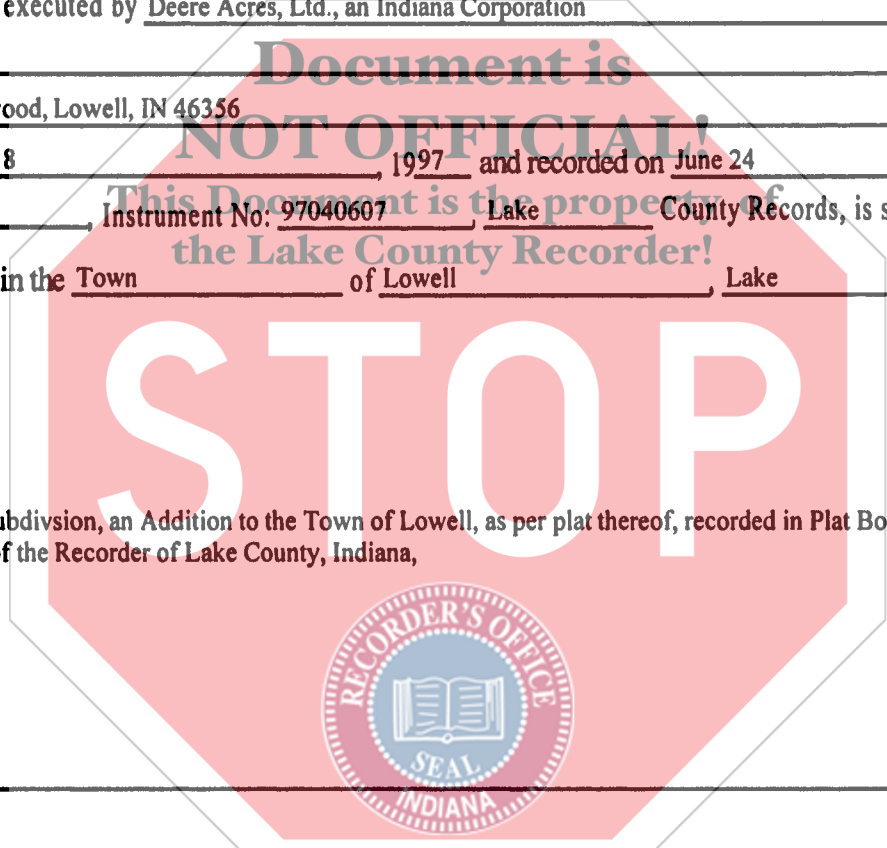 executed by Deere Acres, Ltd., an Indiana Corporation
Document is
ood, Lowell, IN 46356
NOT OFFICIAL!
8 , 1997 and recorded on June 24
This Document is the property of
, Instrument No: 97040607 , Lake County Records, is s
the Lake County Recorder!
in the Town of Lowell , Lake
STOP
ubdivsion, an Addition to the Town of Lowell, as per plat thereof, recorded in Plat Bo
f the Recorder of Lake County, Indiana,
RECORDER'S OFFICE
SEAL
INDIANA